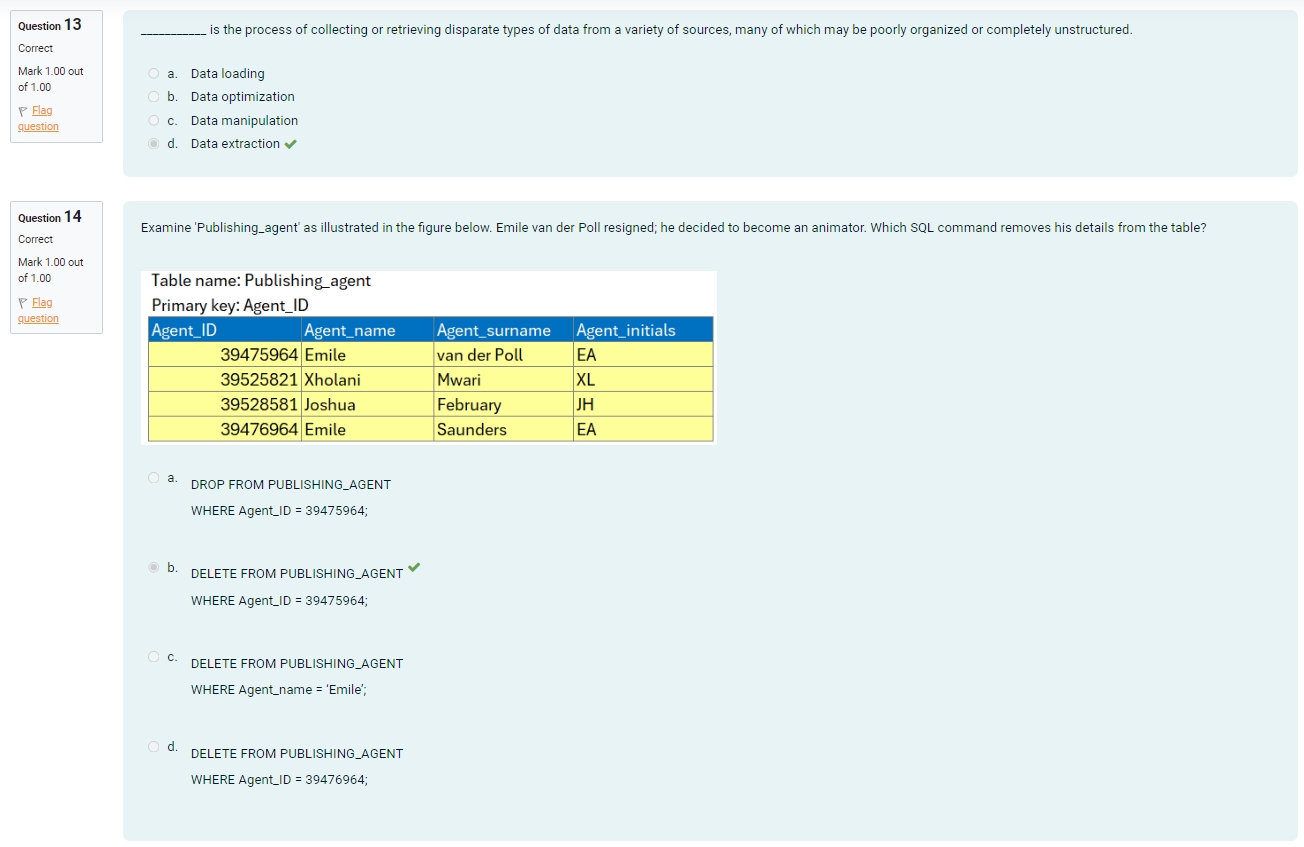 Question 13
Correct
Mark 1.00 out
of 1.00
Flag
question
___________ is the process of collecting or retrieving disparate types of data from a variety of sources, many of which may be poorly organized or completely unstructured.
a. Data loading
b. Data optimization
c. Data manipulation
d. Data extraction
Question 14
Correct
Mark 1.00 out
of 1.00
Flag
question
Examine 'Publishing_agent' as illustrated in the figure below. Emile van der Poll resigned; he decided to become an animator. Which SQL command removes his details from the table?
Table name: Publishing_agent
Primary key: Agent_ID
Agent_ID Agent_name Agent_surname Agent_initials
39475964 Emile van der Poll EA
39525821 Xholani Mwari XL
39528581 Joshua February JH
39476964 Emile Saunders EA
a. DROP FROM PUBLISHING_AGENT
WHERE Agent_ID = 39475964;
b. DELETE FROM PUBLISHING_AGENT
WHERE Agent_ID = 39475964;
c. DELETE FROM PUBLISHING_AGENT
WHERE Agent_name = ‘Emile’;
d. DELETE FROM PUBLISHING_AGENT
WHERE Agent_ID = 39476964;